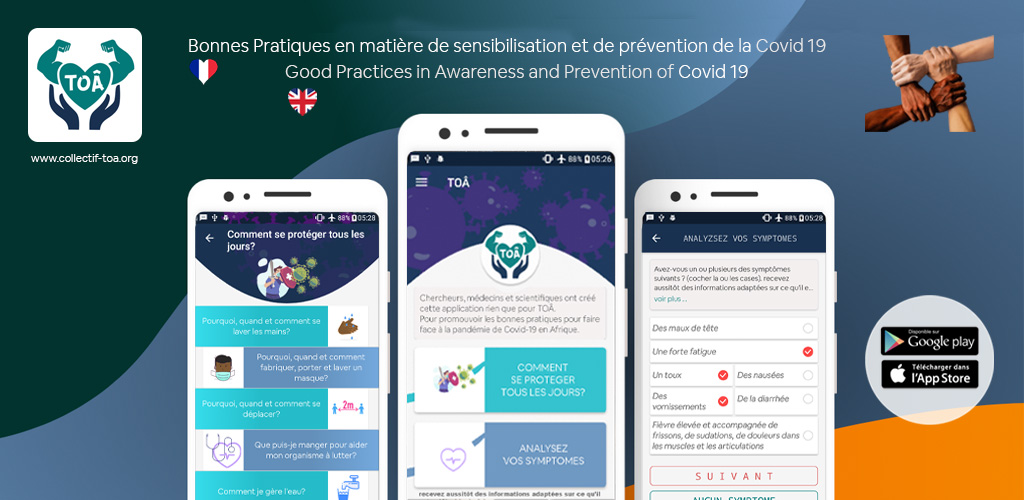 Bonnes Pratiques en matière de sensibilisation et de prévention de la Covid 19
Good Practices in Awareness and Prevention of Covid 19
TOÂ
www.collectif-toa.org
88% 05:28
Comment se protéger tous les
jours?
Pourquoi, quand et comment se
laver les mains?
Pourquoi, quand et comment
fabriquer, porter et laver un
masque?
Pourquoi, quand et comment se
déplacer?
2m
Que puis-je manger pour aider
mon organisme à lutter?
Comment je gère l'eau?
88% 05:26
TOÂ
TOÂ
Chercheurs, médecins et scientifiques ont créé
cette application rien que pour TOÂ.
Pour promouvoir les bonnes pratiques pour faire
face à la pandémie de Covid-19 en Afrique.
COMMENT
SE PROTEGER
TOUS LES JOURS?
ANALYSEZ
VOS SYMPTOMES
recevez aussitôt des informations adaptées sur ce qu'il
88% 05:28
ANALYZSEZ VOS SYMPTOMES
Avez-vous un ou plusieurs des symptômes
suivants ? (cocher la ou les cases). recevez
aussitôt des informations adaptées sur ce qu'il e...
voir plus ...
Des maux de tête
Une forte fatigue
Un toux
Des nausées
Des
vomissements
De la diarrhée
Fièvre élevée et accompagnée de
frissons, de sudations, de douleurs dans
les muscles et les articulations
SUIVANT
AUCUN SYMPTOME
Disponible sur
Google play
Télécharger dans
l'App Store